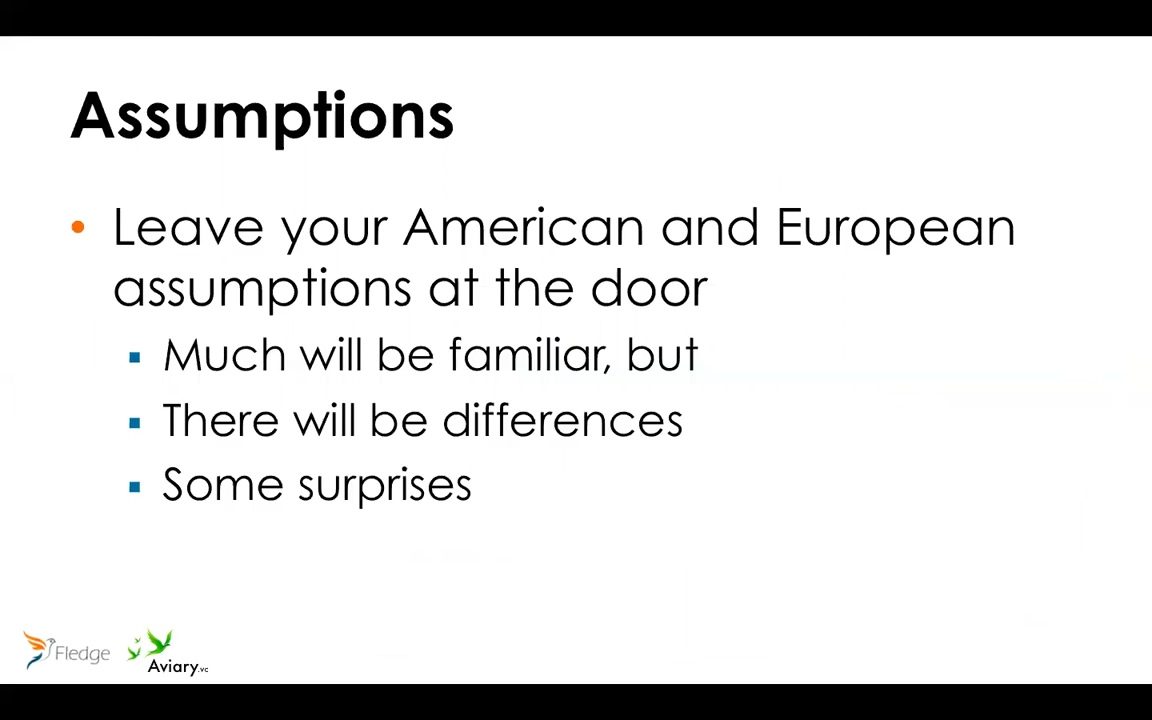 Assumptions
• Leave your American and European
assumptions at the door
▪ Much will be familiar, but
▪ There will be differences
▪ Some surprises
Fledge
Aviary.vc